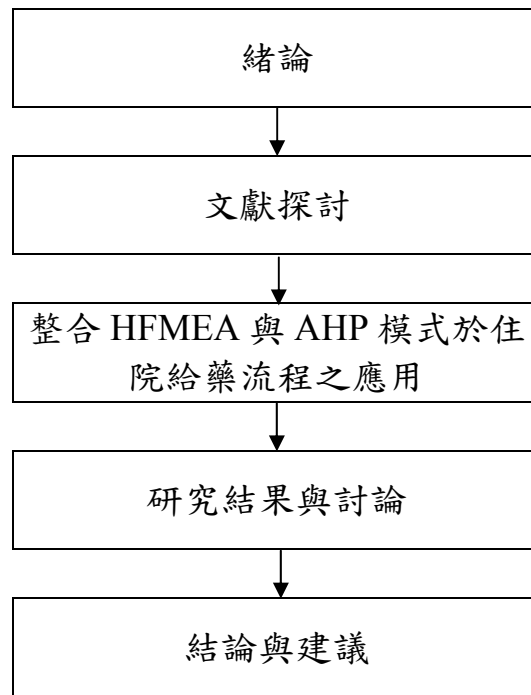 緒論
文獻探討
整合 HFMEA 與 AHP 模式於住
院給藥流程之應用
研究結果與討論
結論與建議